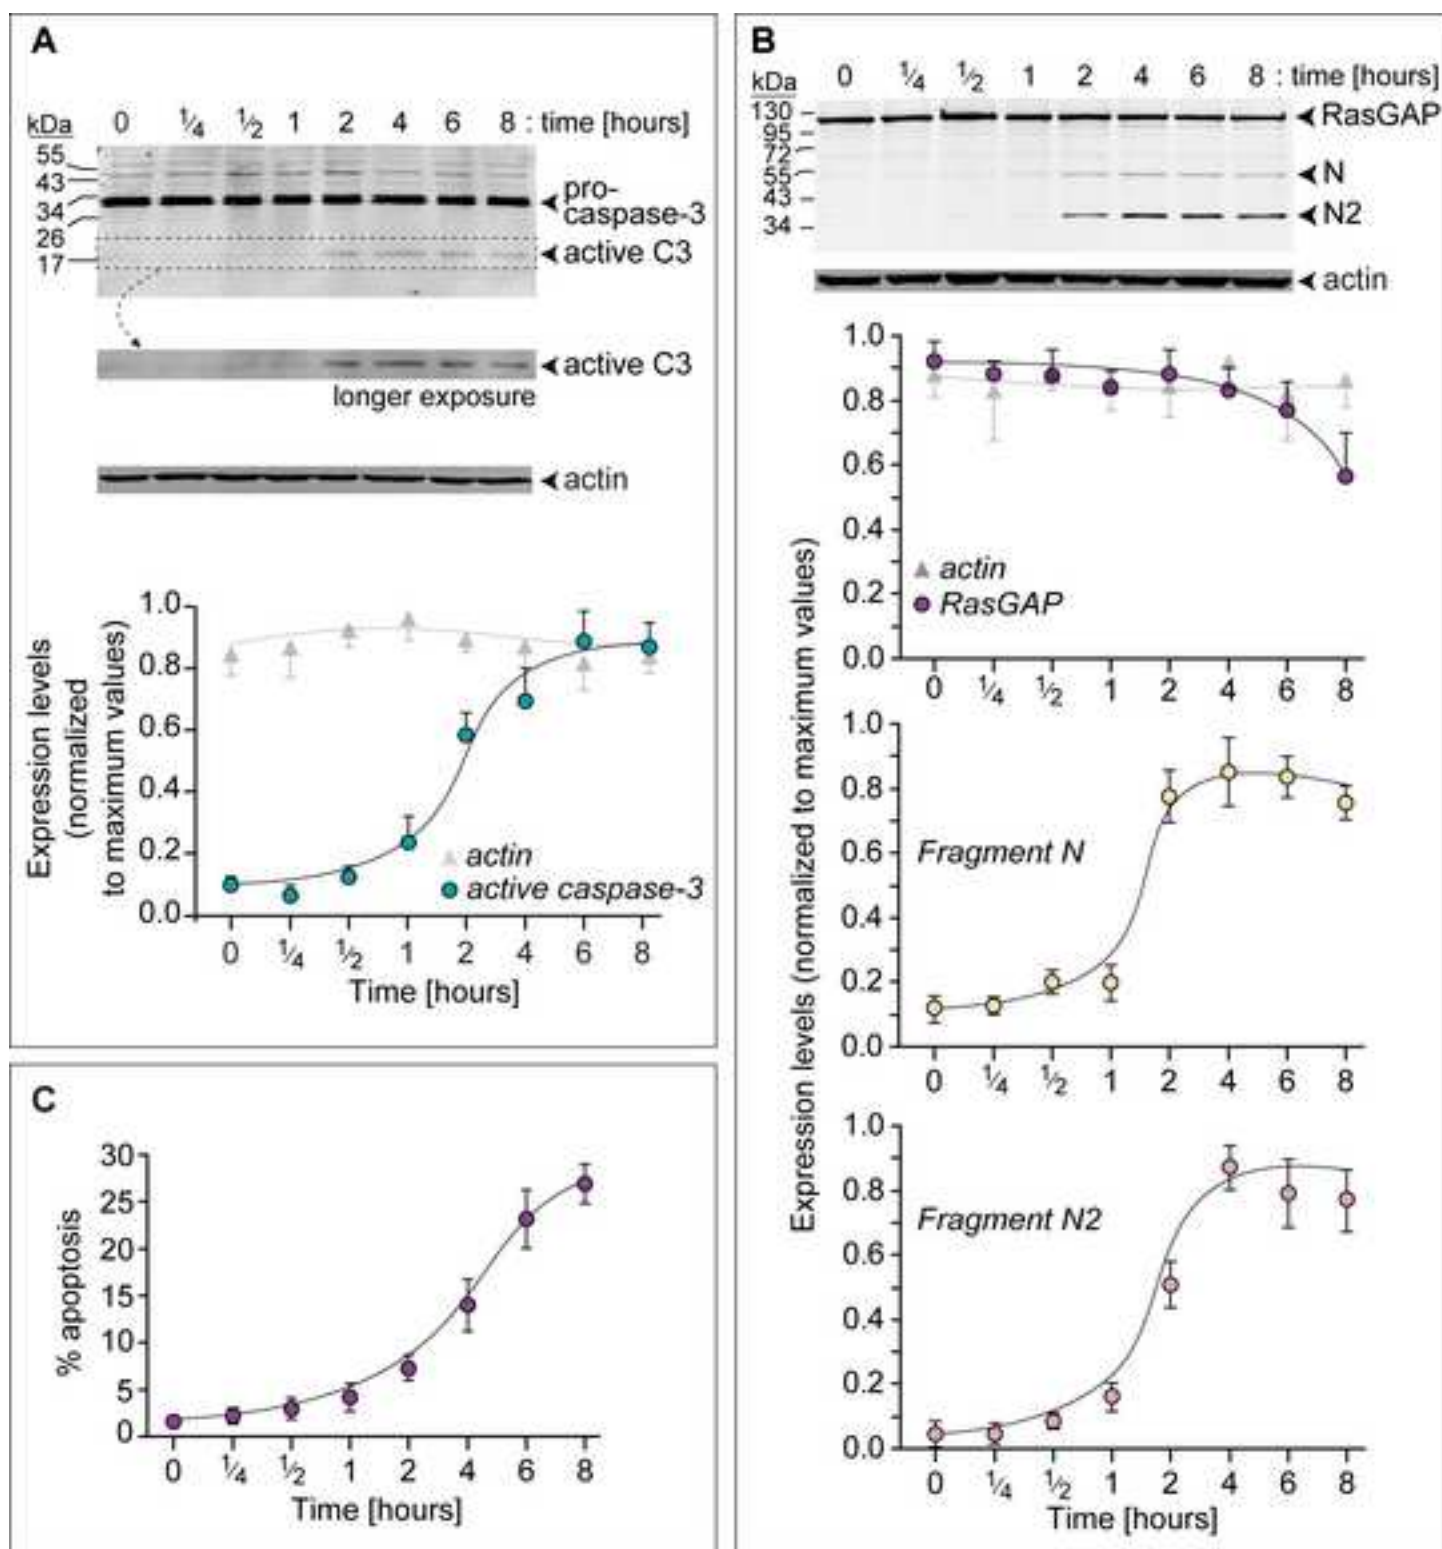 A
kDa 0 ¼ ½ 1 2 4 6 8 : time [hours]
55
43
34
26
17
pro-
caspase-3
active C3
active C3
longer exposure
actin
Expression levels
(normalized
to maximum values)
1.0
0.8
0.6
0.4
0.2
0.0
actin
active caspase-3
0 ¼ ½ 1 2 4 6 8
Time [hours]
B
kDa 0 ¼ ½ 1 2 4 6 8 : time [hours]
130
95
72
55
43
34
RasGAP
N
N2
actin
Expression levels (normalized to maximum values)
1.0
0.8
0.6
0.4
0.2
0.0
actin
RasGAP
0 ¼ ½ 1 2 4 6 8
1.0
0.8
0.6
0.4
0.2
0.0
Fragment N
0 ¼ ½ 1 2 4 6 8
1.0
0.8
0.6
0.4
0.2
0.0
Fragment N2
0 ¼ ½ 1 2 4 6 8
Time [hours]
C
% apoptosis
30
25
20
15
10
5
0
0 ¼ ½ 1 2 4 6 8
Time [hours]